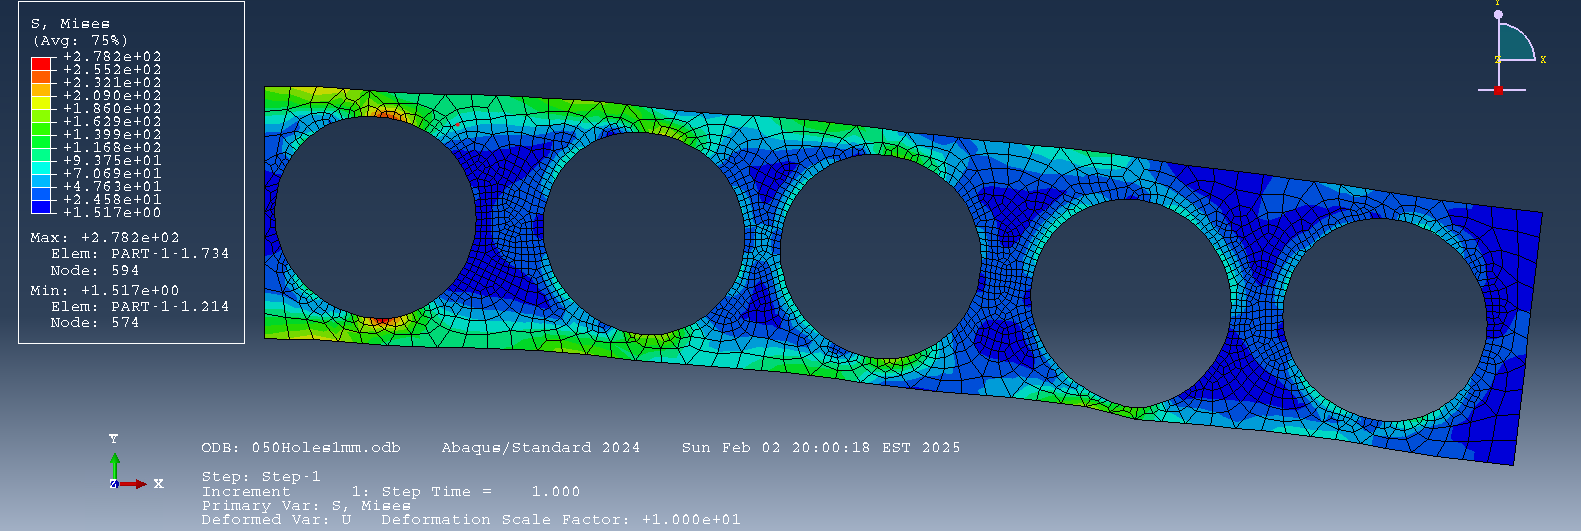 S, Mises
(Avg: 75%)
+2.782e+02
+2.552e+02
+2.321e+02
+2.090e+02
+1.860e+02
+1.629e+02
+1.399e+02
+1.168e+02
+9.375e+01
+7.069e+01
+4.763e+01
+2.458e+01
+1.517e+00
Max: +2.782e+02
Elem: PART-1-1.734
Node: 594
Min: +1.517e+00
Elem: PART-1-1.214
Node: 574
Y
Z X
Y
Z X
ODB: 050Holes1mm.odb Abaqus/Standard 2024 Sun Feb 02 20:00:18 EST 2025
Step: Step-1
Increment 1: Step Time = 1.000
Primary Var: S, Mises
Deformed Var: U Deformation Scale Factor: +1.000e+01